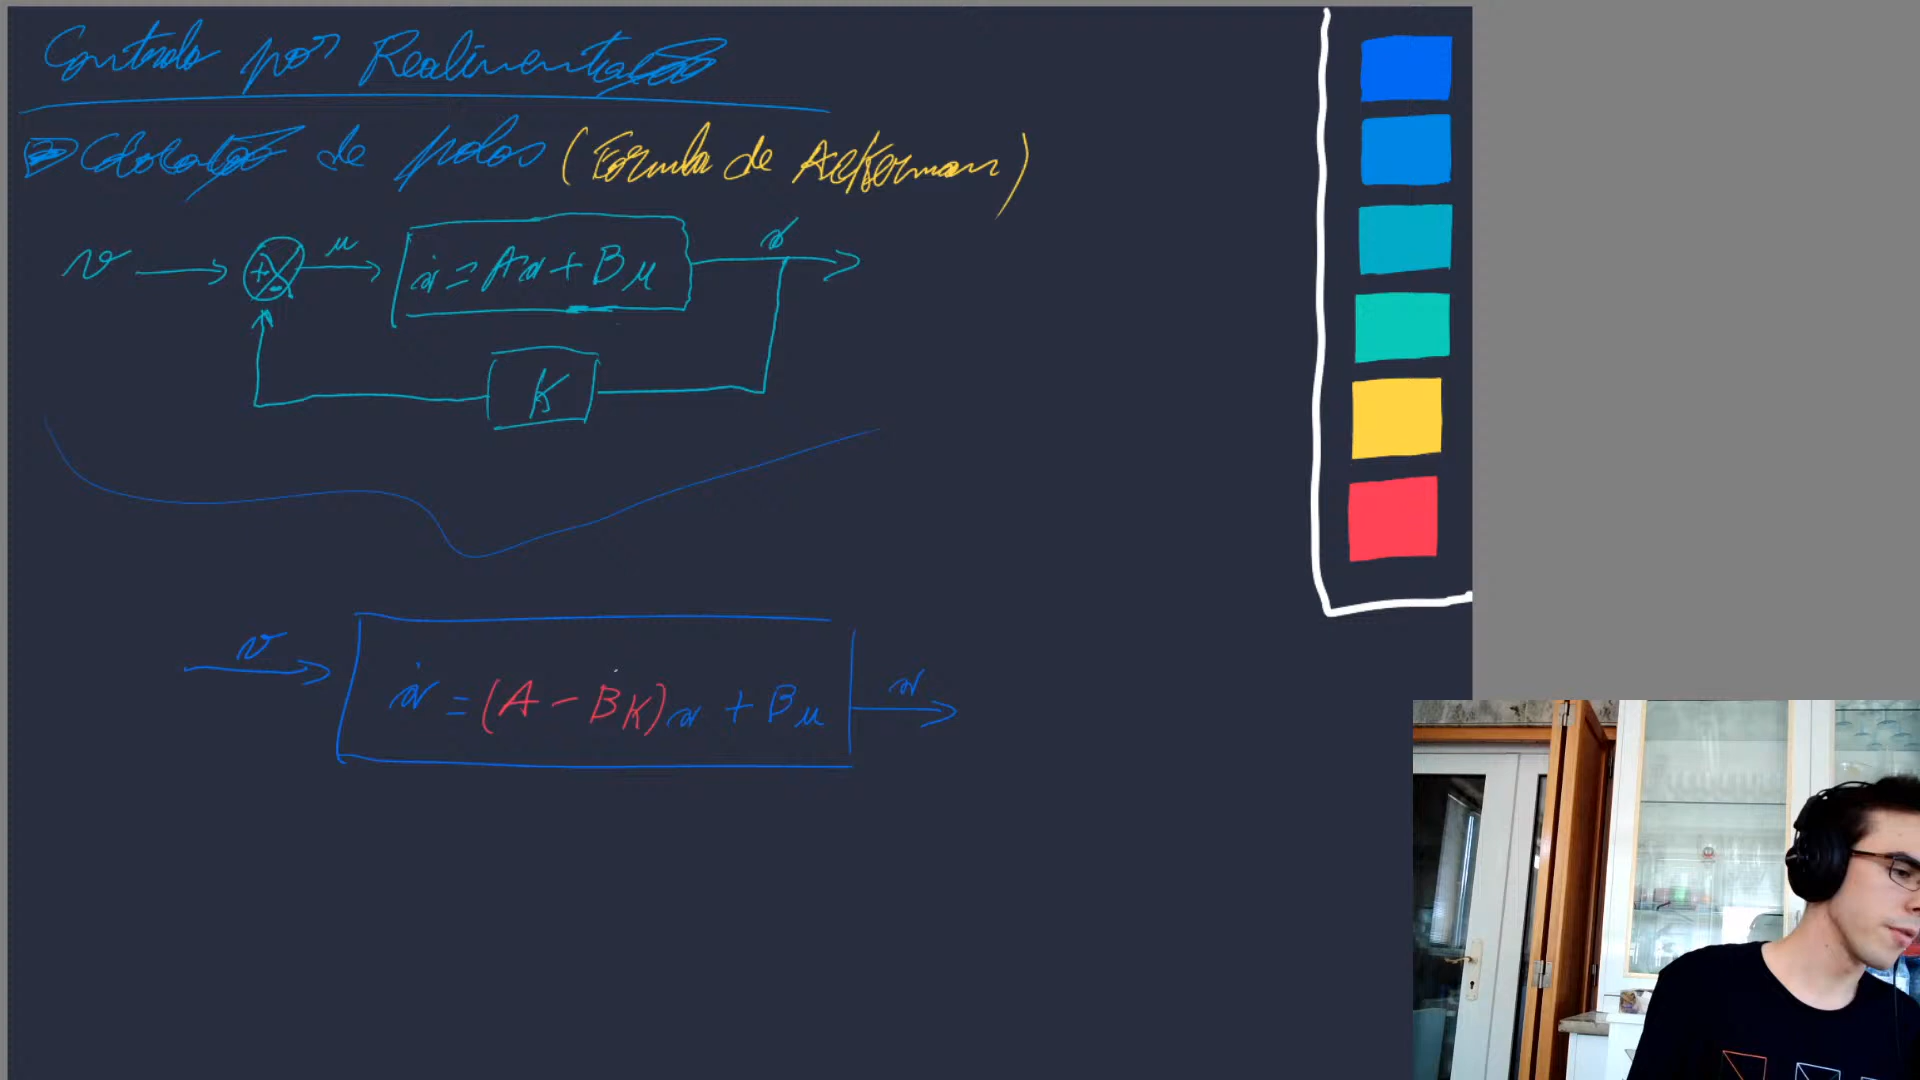 Controlo por Realimentação
Colocação de polos (Fórmula de Ackerman)
v + - u ẋ = Ax + Bu x
K
v ẋ = (A - BK)x + Bu x